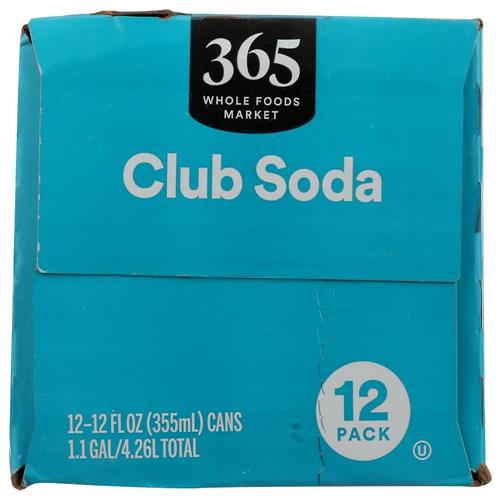 365
WHOLE FOODS
MARKET
Club Soda
12-12 FL OZ (355mL) CANS
1.1 GAL/4.26L TOTAL
12
PACK
U